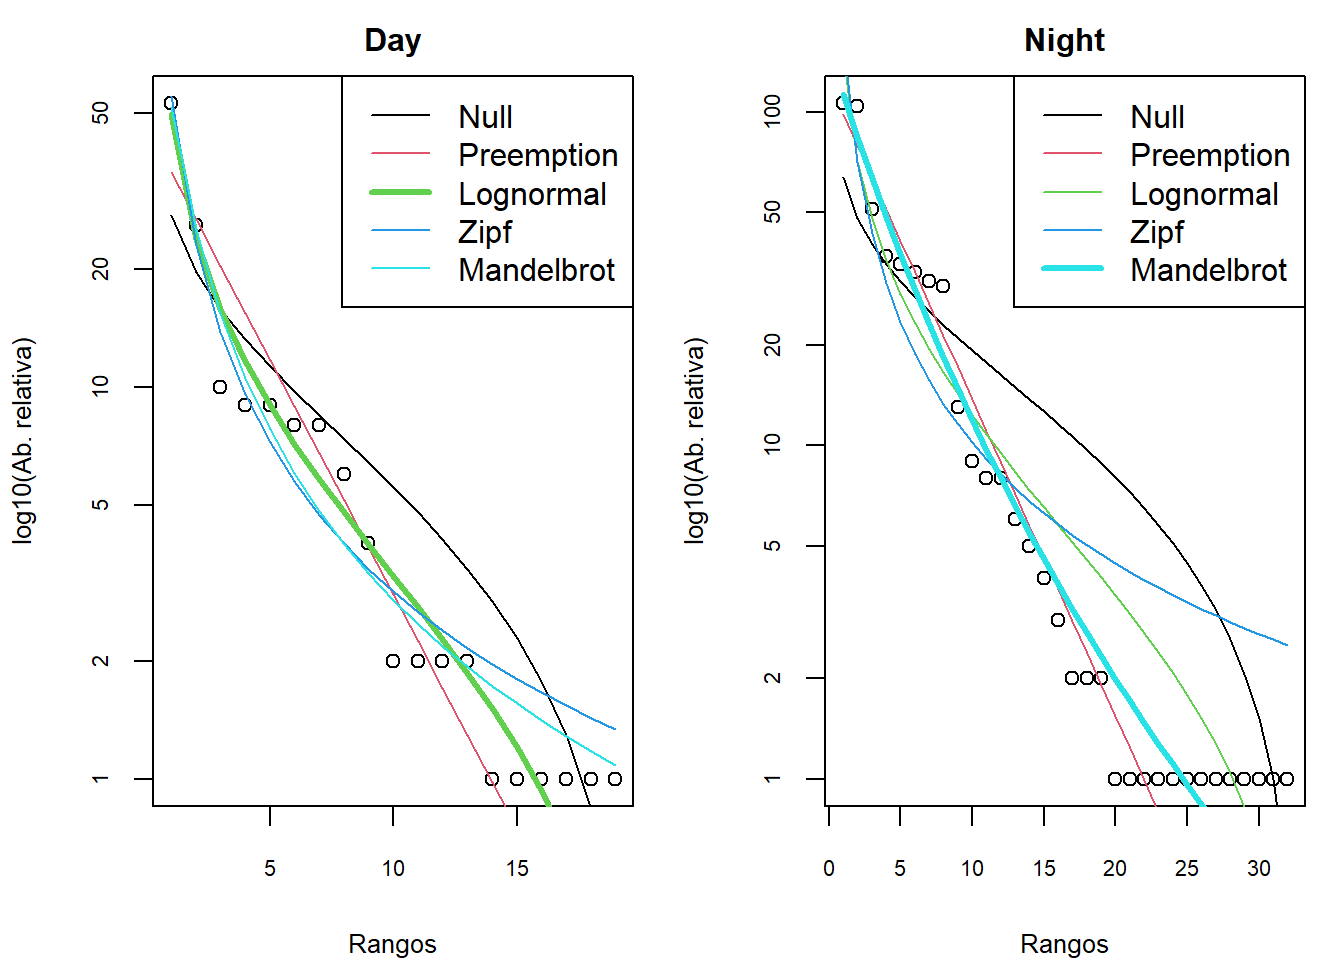 Day
Null
Preemption
Lognormal
Zipf
Mandelbrot
log10(Ab. relativa)
50
20
10
5
2
1
5
10
15
Rangos
Night
Null
Preemption
Lognormal
Zipf
Mandelbrot
log10(Ab. relativa)
100
50
20
10
5
2
1
0
5
10
15
20
25
30
Rangos